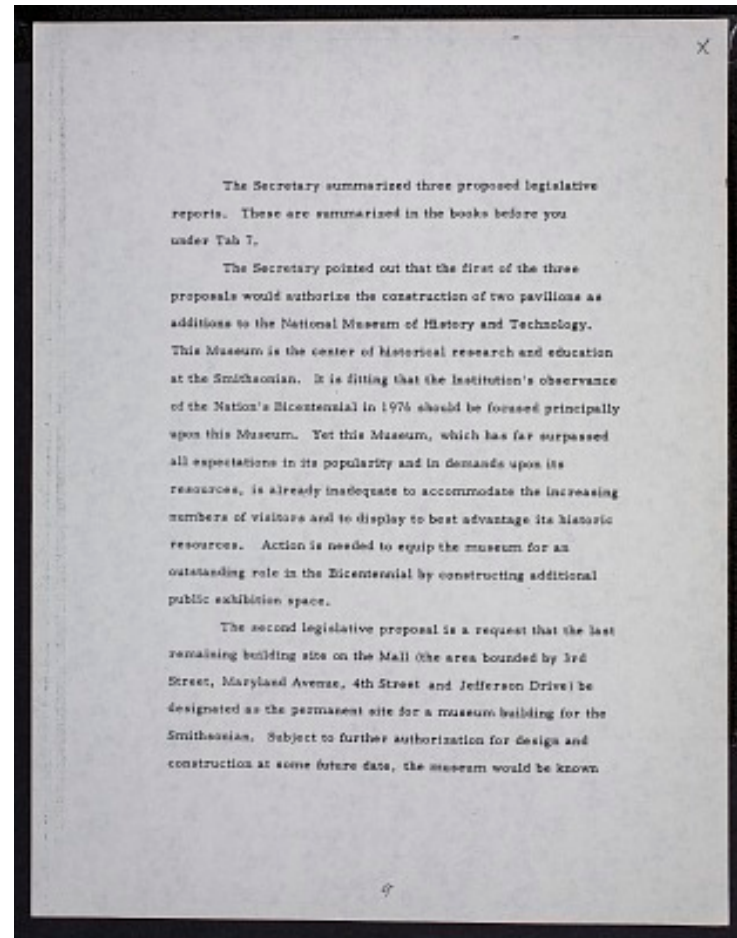 X
The Secretary summarized three proposed legislative
reports. These are summarized in the books before you
under Tab 7.
The Secretary pointed out that the first of the three
proposals would authorize the construction of two pavilions as
additions to the National Museum of History and Technology.
This Museum is the center of historical research and education
at the Smithsonian. It is fitting that the Institution's observance
of the Nation's Bicentennial in 1976 should be focused principally
upon this Museum. Yet this Museum, which has far surpassed
all expectations in its popularity and in demands upon its
resources, is already inadequate to accommodate the increasing
numbers of visitors and to display to best advantage its historic
resources. Action is needed to equip the museum for an
outstanding role in the Bicentennial by constructing additional
public exhibition space.
The second legislative proposal is a request that the last
remaining building site on the Mall (the area bounded by 3rd
Street, Maryland Avenue, 4th Street and Jefferson Drive) be
designated as the permanent site for a museum building for the
Smithsonian. Subject to further authorization for design and
construction at some future date, the museum would be known